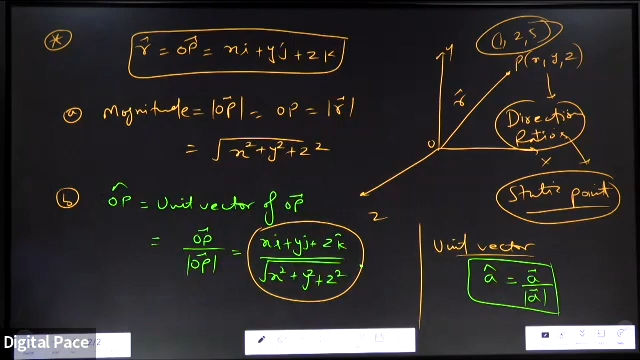 r̂ = OP⃗ = xi + yj + zk
(a) Magnitude = |OP⃗| = OP = |r⃗|
= √x² + y² + z²
(b) OP̂ = Unit vector of OP⃗
= OP⃗ / |OP⃗| = xi + yj + zk̂ / √x² + y² + z²
(1, 2, 5)
y
P(x, y, z)
r̂
O
x
z
Direction
Ratios
Static point
Unit vector
â = a⃗ / |a⃗|
Digital Pace